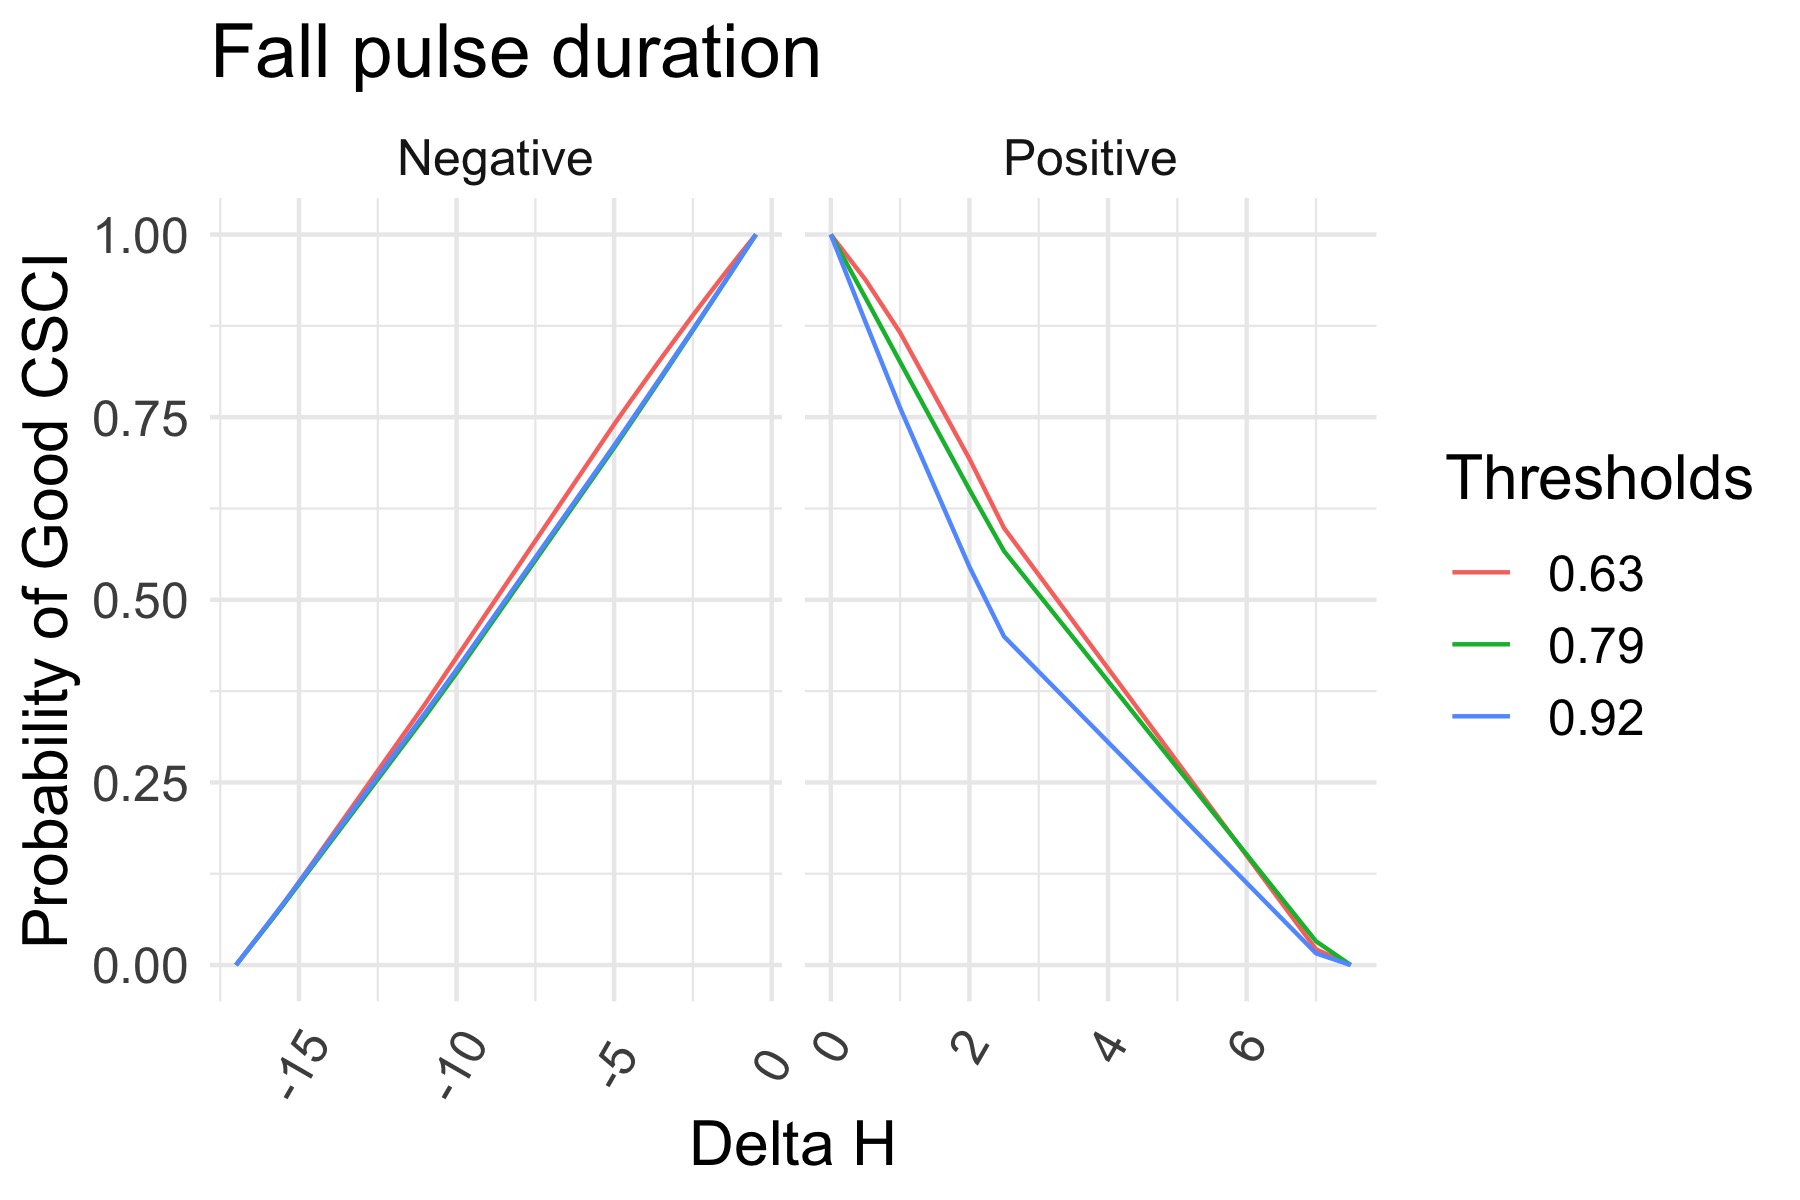 Fall pulse duration
Negative
Positive
Probability of Good CSCI
1.00
0.75
0.50
0.25
0.00
-15
-10
-5
0
0
2
4
6
Delta H
Thresholds
0.63
0.79
0.92